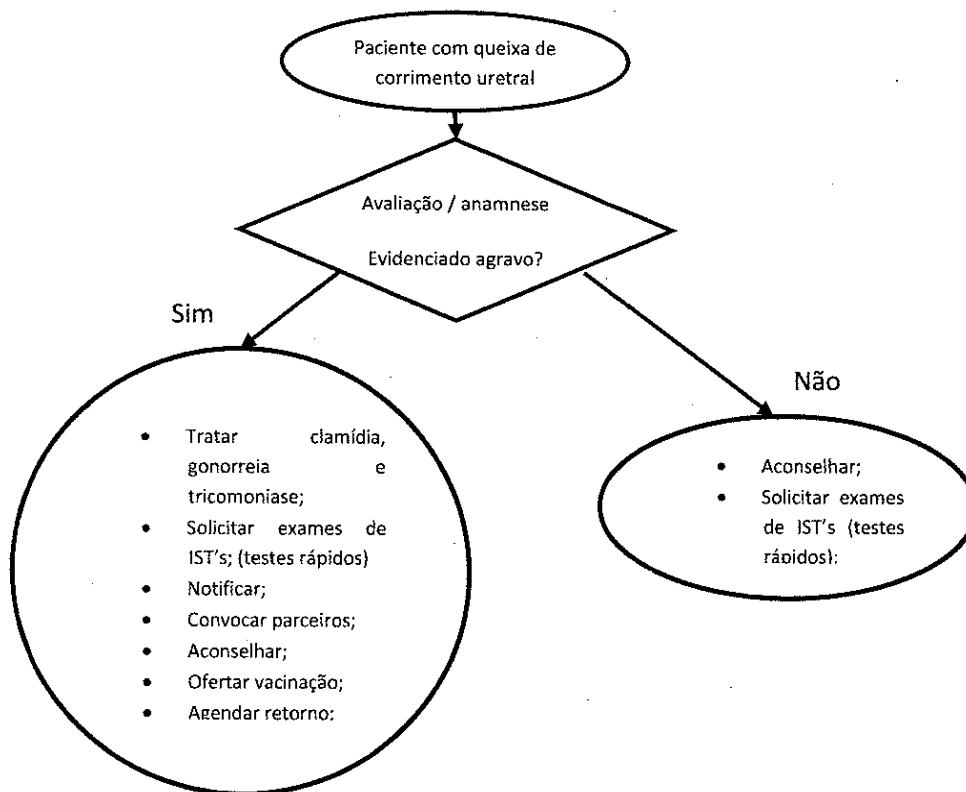 Paciente com queixa de
corrimento uretral
Avaliação / anamnese
Evidenciado agravo?
Sim
Não
• Tratar clamídia,
gonorreia e
tricomoniase;
• Solicitar exames de
IST's; (testes rápidos)
• Notificar;
• Convocar parceiros;
• Aconselhar;
• Ofertar vacinação;
• Agendar retorno;
• Aconselhar;
• Solicitar exames
de IST's (testes
rápidos);